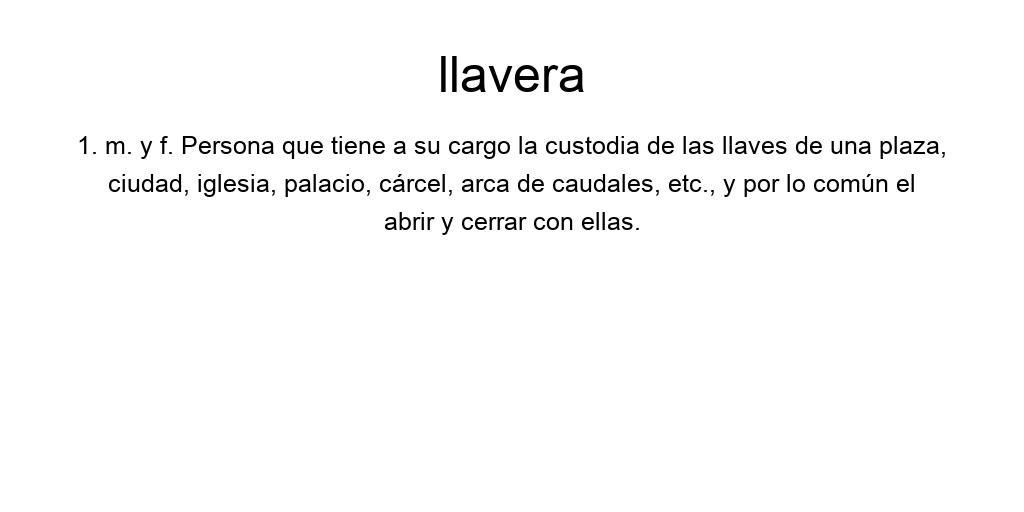 llavera
1. m. y f. Persona que tiene a su cargo la custodia de las llaves de una plaza,
ciudad, iglesia, palacio, cárcel, arca de caudales, etc., y por lo común el
abrir y cerrar con ellas.